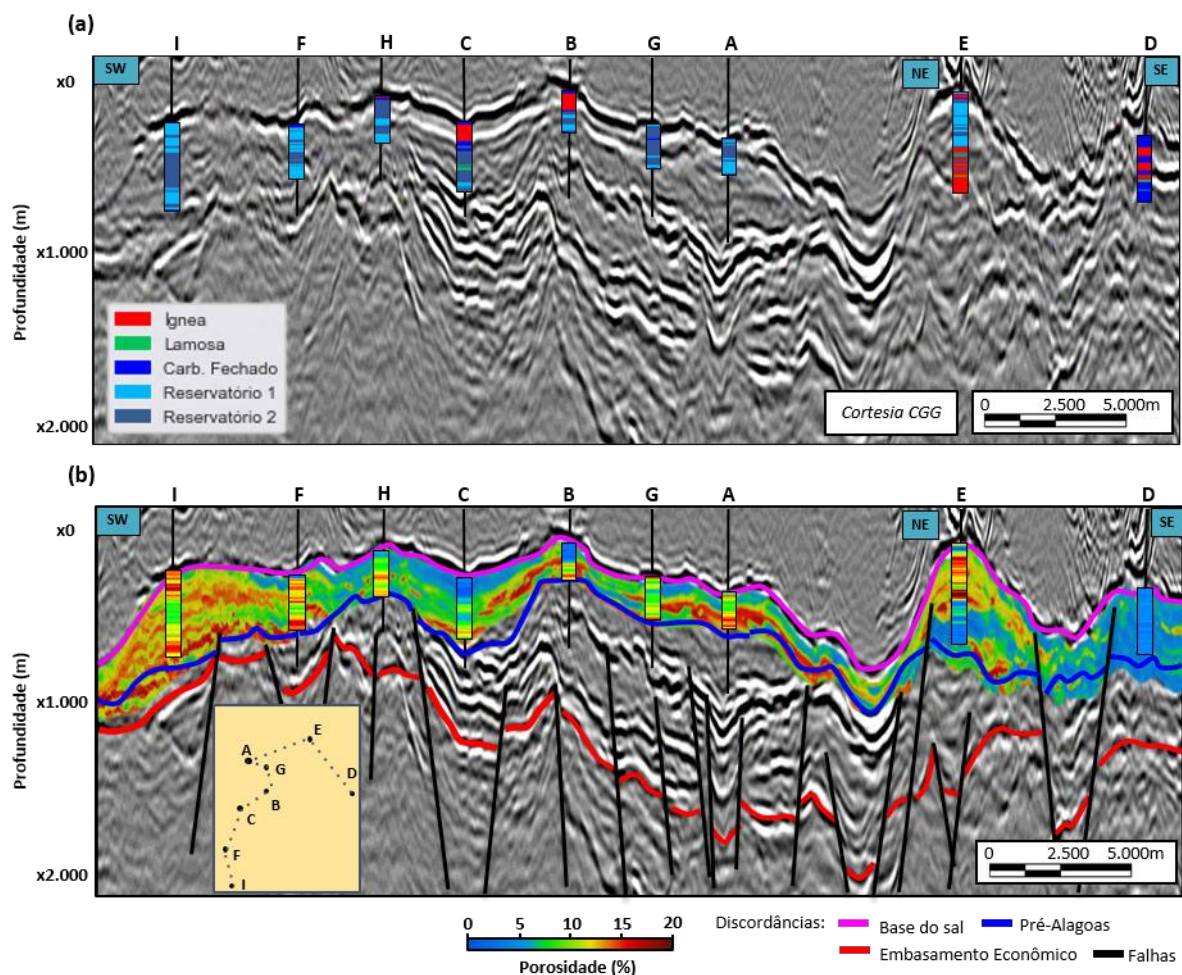 (a)
I F H C B G A E D
SW NE SE
x0
x1.000
x2.000
Profundidade (m)
Ígnea
Lamosa
Carb. Fechado
Reservatório 1
Reservatório 2
Cortesia CGG
0 2.500 5.000m
(b)
I F H C B G A E D
SW NE SE
x0
x1.000
x2.000
Profundidade (m)
E
A
G
D
B
C
F
I
0 2.500 5.000m
0 5 10 15 20
Porosidade (%)
Discordâncias: Base do sal Pré-Alagoas
Embasamento Econômico Falhas